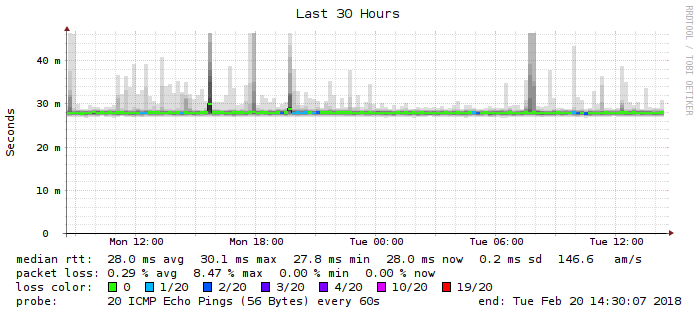 Last 30 Hours
RRDTOOL / TOBI OETIKER
Seconds
40 m
30 m
20 m
10 m
0
Mon 12:00 Mon 18:00 Tue 00:00 Tue 06:00 Tue 12:00
median rtt: 28.0 ms avg 30.1 ms max 27.8 ms min 28.0 ms now 0.2 ms sd 146.6 am/s
packet loss: 0.29 % avg 8.47 % max 0.00 % min 0.00 % now
loss color: 0 1/20 2/20 3/20 4/20 10/20 19/20
probe: 20 ICMP Echo Pings (56 Bytes) every 60s end: Tue Feb 20 14:30:07 2018